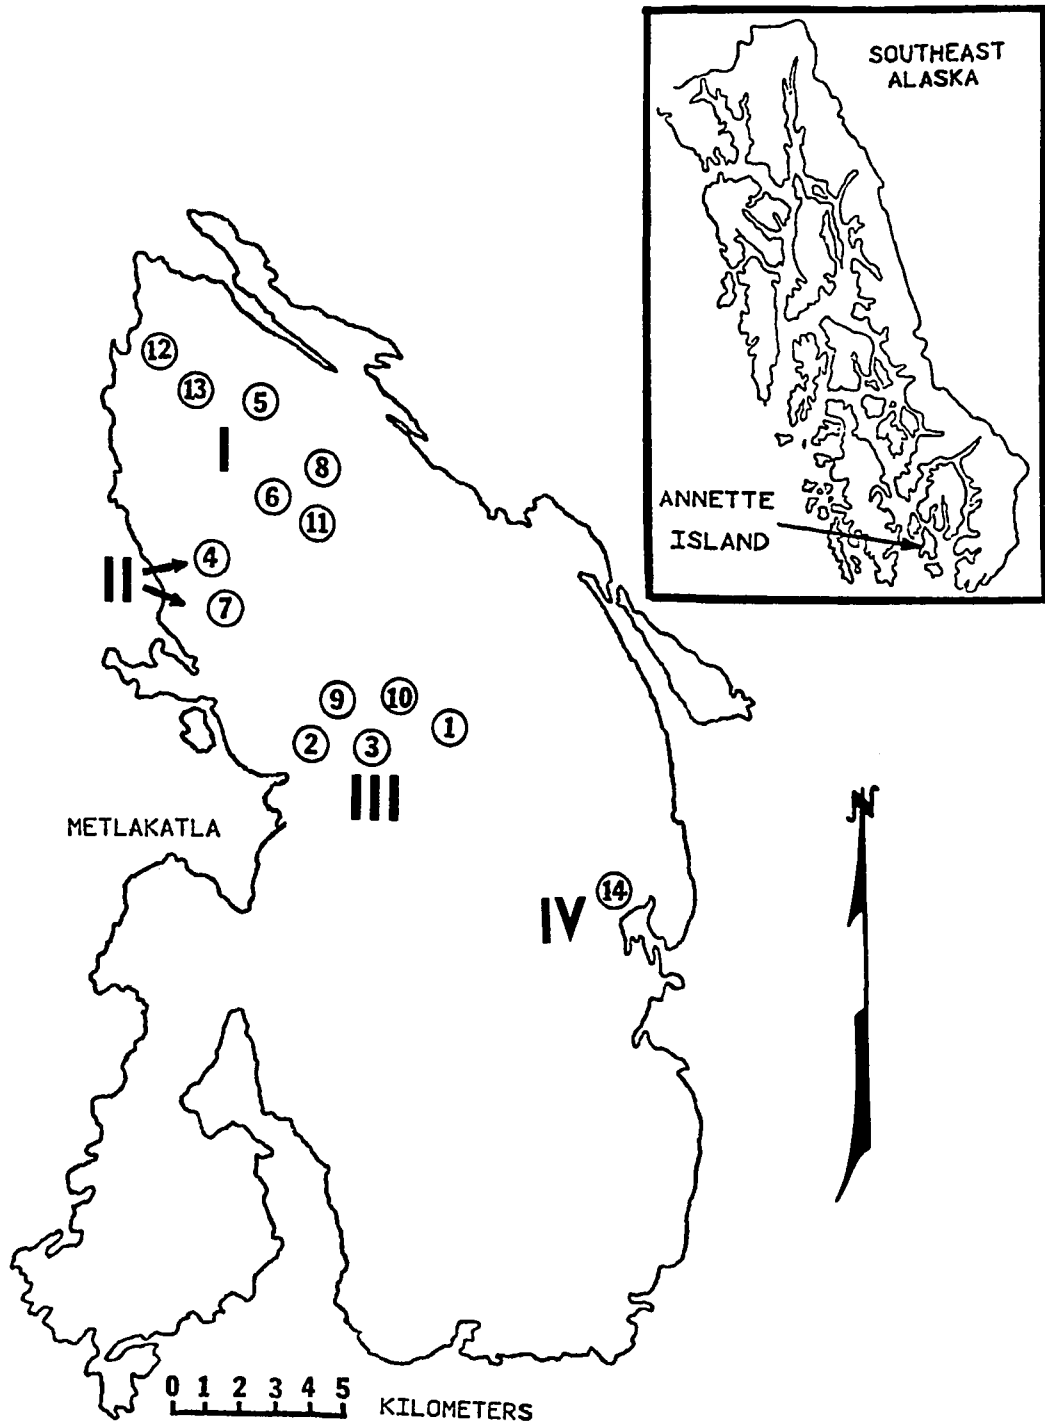 SOUTHEAST
ALASKA
ANNETTE
ISLAND
12
13
5
I
8
6
11
4
II
7
9
10
1
2
3
III
METLAKATLA
N
14
IV
0 1 2 3 4 5
KILOMETERS